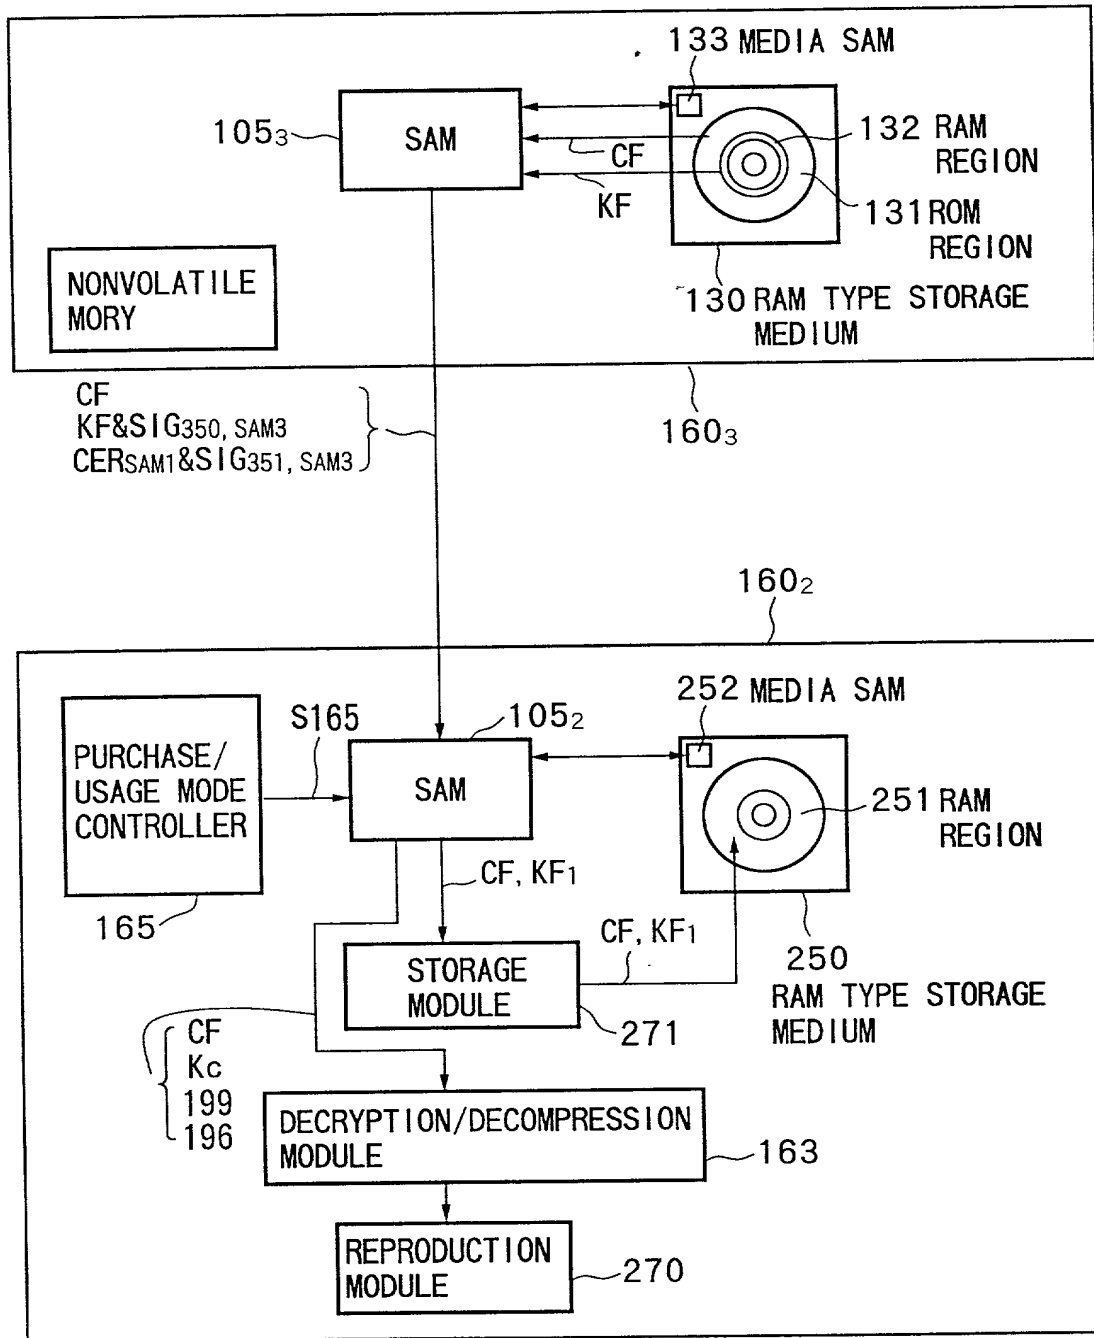 133 MEDIA SAM
SAM
105₃
CF
KF
132 RAM
REGION
131 ROM
REGION
NONVOLATILE
MORY
130 RAM TYPE STORAGE
MEDIUM
160₃
CF
KF&SIG350, SAM3
CERSAM1&SIG351, SAM3
160₂
252 MEDIA SAM
PURCHASE/
USAGE MODE
CONTROLLER
S165
105₂
SAM
251 RAM
REGION
165
CF, KF₁
CF, KF₁
STORAGE
MODULE
271
250
RAM TYPE STORAGE
MEDIUM
CF
Kc
199
196
DECRYPTION/DECOMPRESSION
MODULE
163
REPRODUCTION
MODULE
270